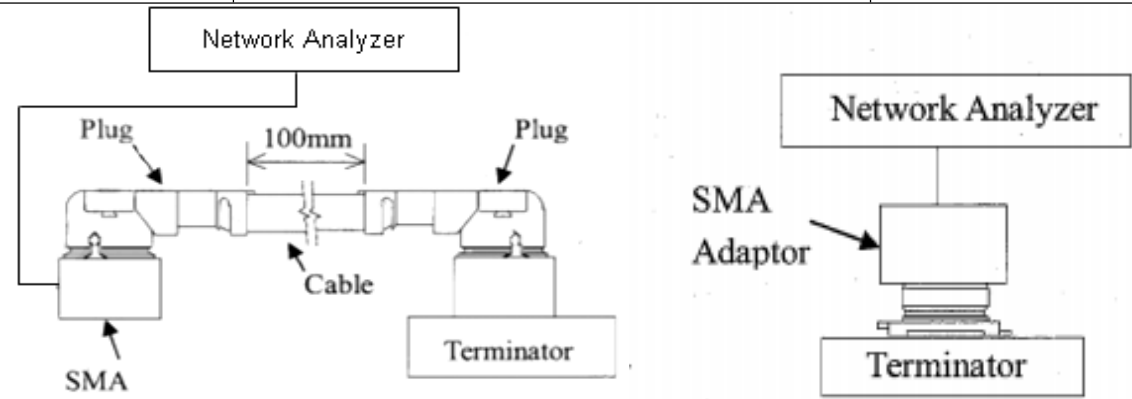 Network Analyzer
Plug
100mm
Plug
Cable
SMA
Terminator
Network Analyzer
SMA
Adaptor
Terminator